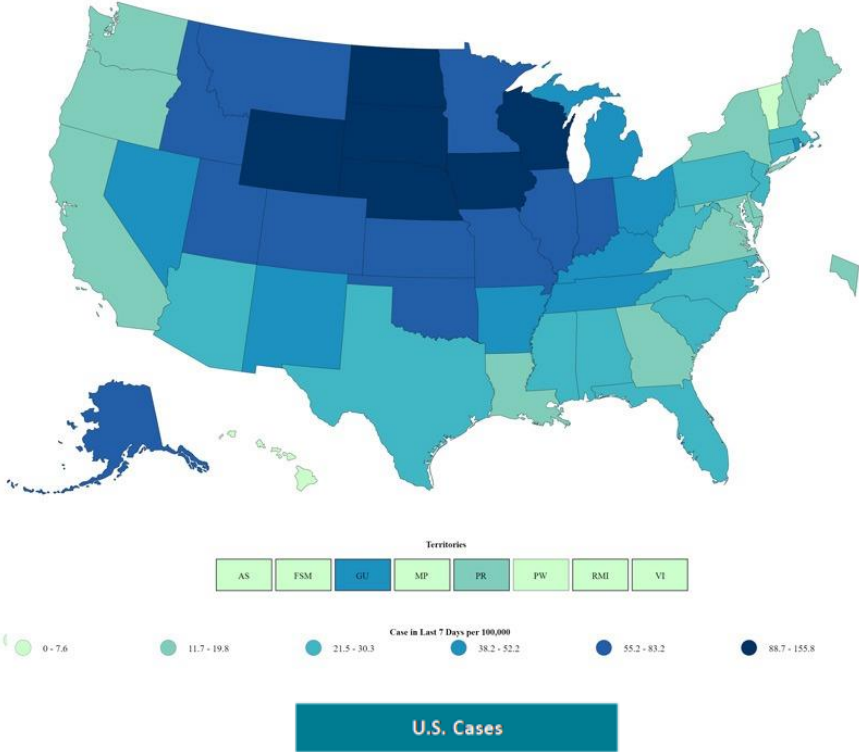 Territories
AS FSM GU MP PR PW RMI VI
Case in Last 7 Days per 100,000
0 - 7.6 11.7 - 19.8 21.5 - 30.3 38.2 - 52.2 55.2 - 83.2 88.7 - 155.8
U.S. Cases